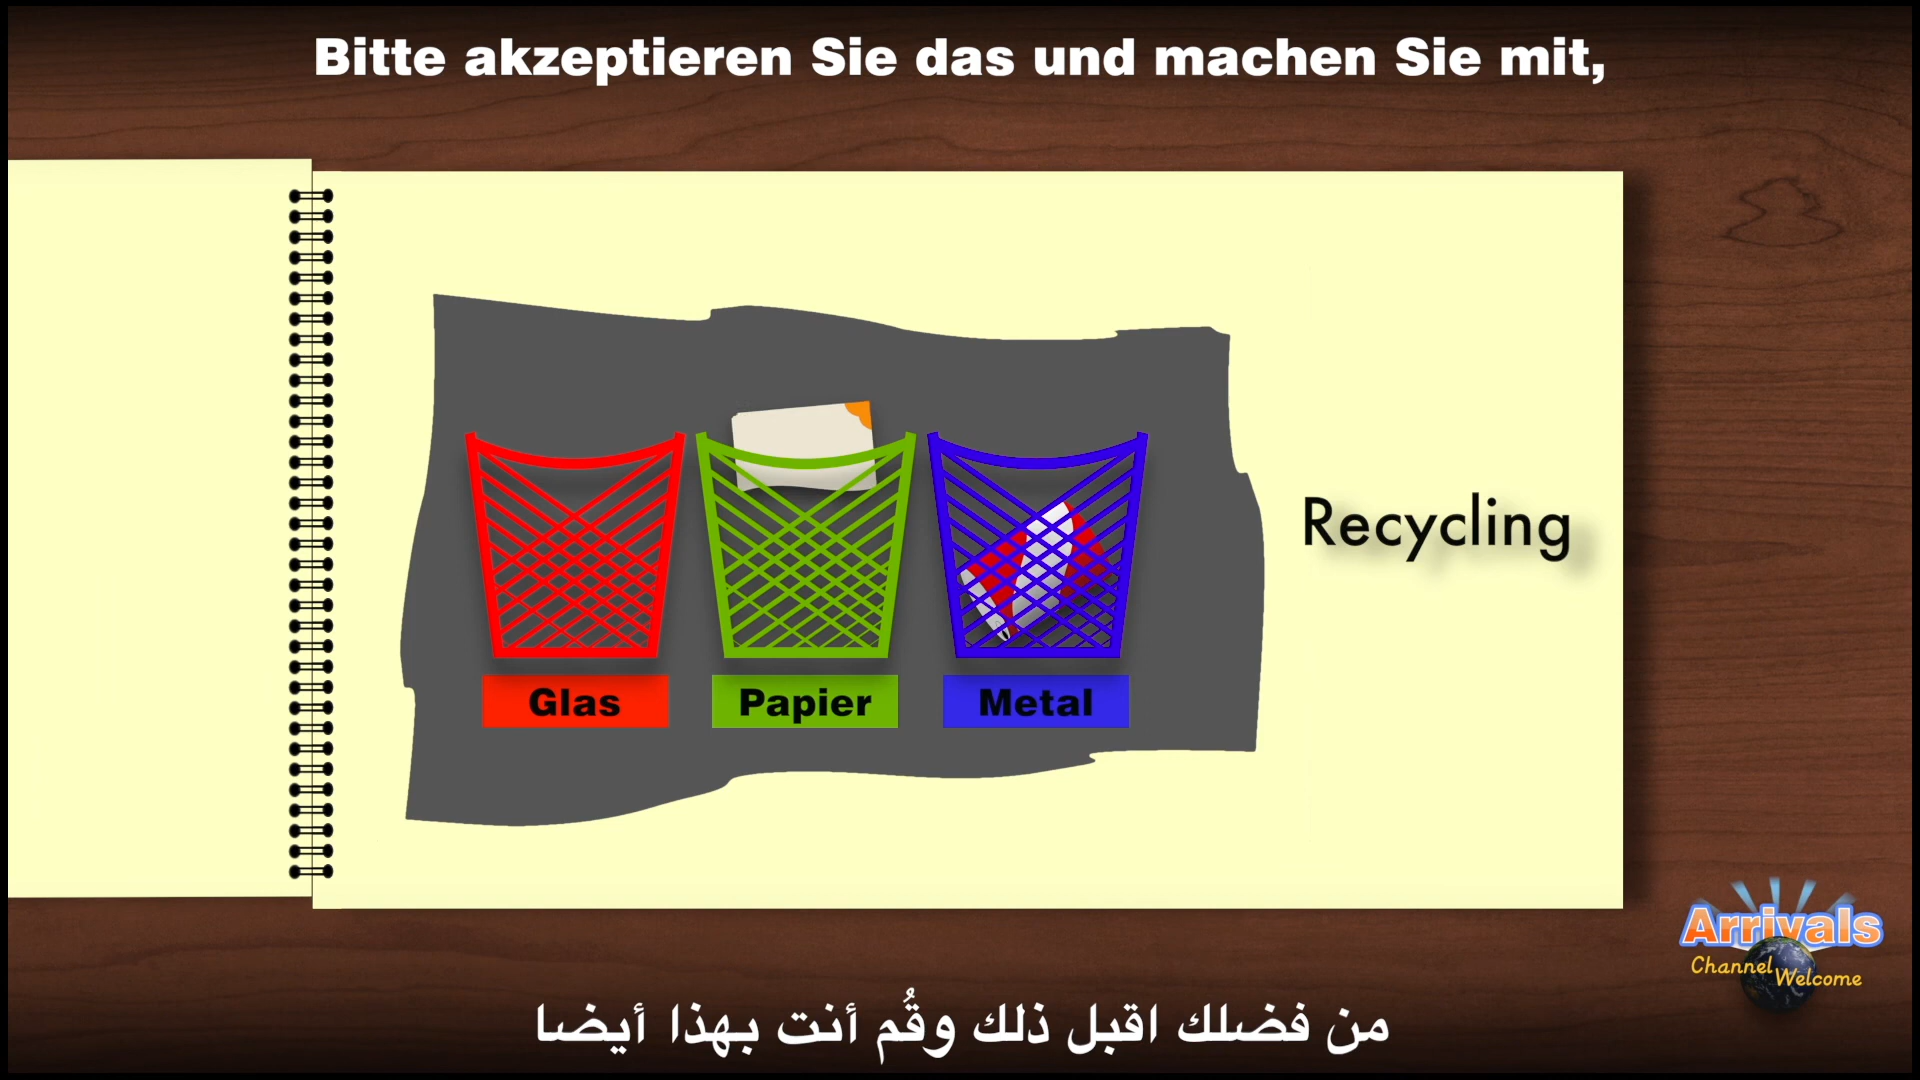 Bitte akzeptieren Sie das und machen Sie mit,
Recycling
Glas
Papier
Metal
Arrivals
Channel Welcome
من فضلك اقبل ذلك وقُم أنت بهذا أيضا